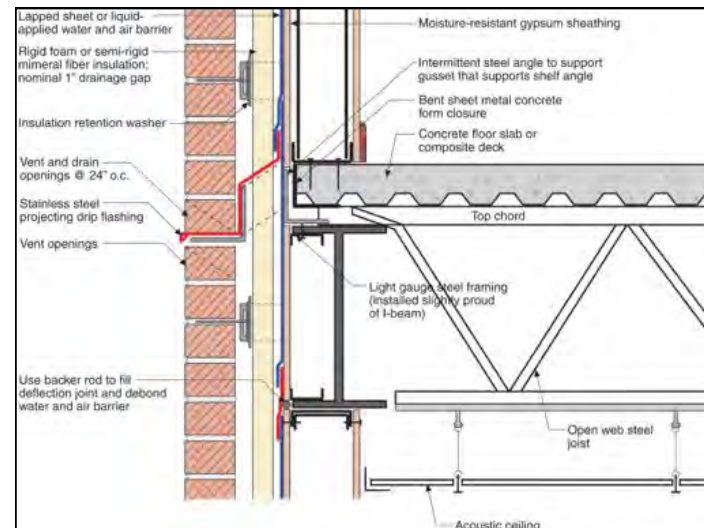 Lapped sheet or liquid-
applied water and air barrier
Rigid foam or semi-rigid
mimeral fiber insulation;
nominal 1" drainage gap
Insulation retention washer
Vent and drain
openings @ 24" o.c.
Stainless steel
projecting drip flashing
Vent openings
Use backer rod to fill
deflection joint and debond
water and air barrier
Moisture-resistant gypsum sheathing
Intermittent steel angle to support
gusset that supports shelf angle
Bent sheet metal concrete
form closure
Concrete floor slab or
composite deck
Top chord
Light gauge steel framing
(installed slightly proud
of I-beam)
Open web steel
joist
Acoustic ceiling